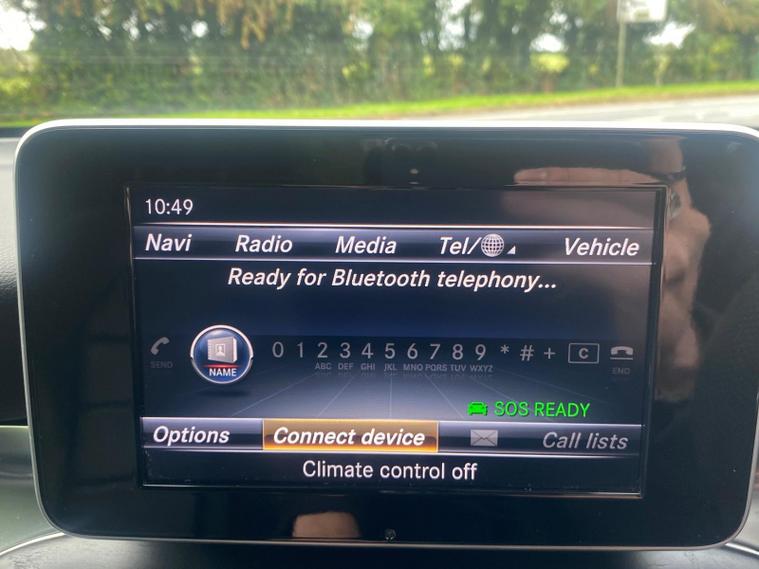 10:49
Navi Radio Media Tel/ Vehicle
Ready for Bluetooth telephony...
0 1 2 3 4 5 6 7 8 9 * # + C
SEND NAME ABC DEF GHI JKL MNO PQRS TUV WXYZ END
SOS READY
Options Connect device Call lists
Climate control off